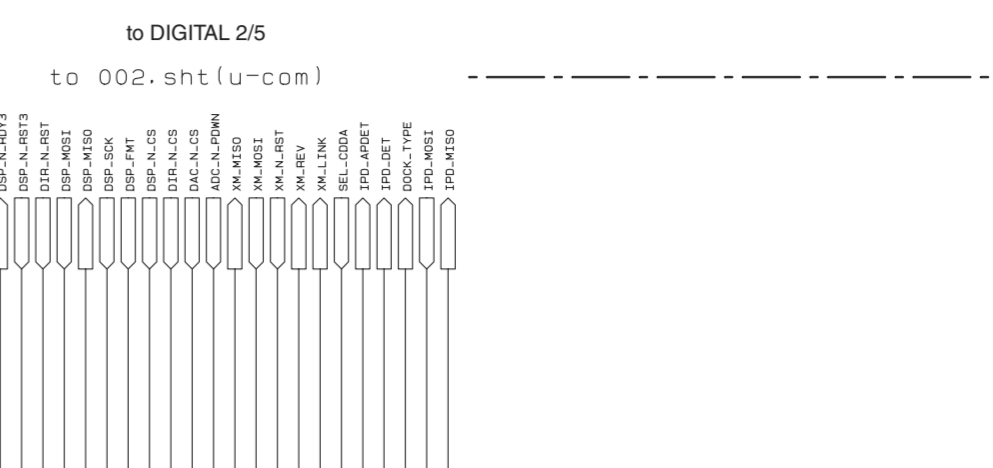 to DIGITAL 2/5
to 002.sht(u-com)
DSP_N_RDY3
DSP_N_RST3
DIR_N_RST
DSP_MOSI
DSP_MISO
DSP_SCK
DSP_FMT
DSP_N_CS
DIR_N_CS
DAC_N_CS
ADC_N_PDWN
XM_MISO
XM_MOSI
XM_N_RST
XM_REV
XM_LINK
SEL_CDDA
IPD_APDET
IPD_DET
DOCK_TYPE
IPD_MOSI
IPD_MISO